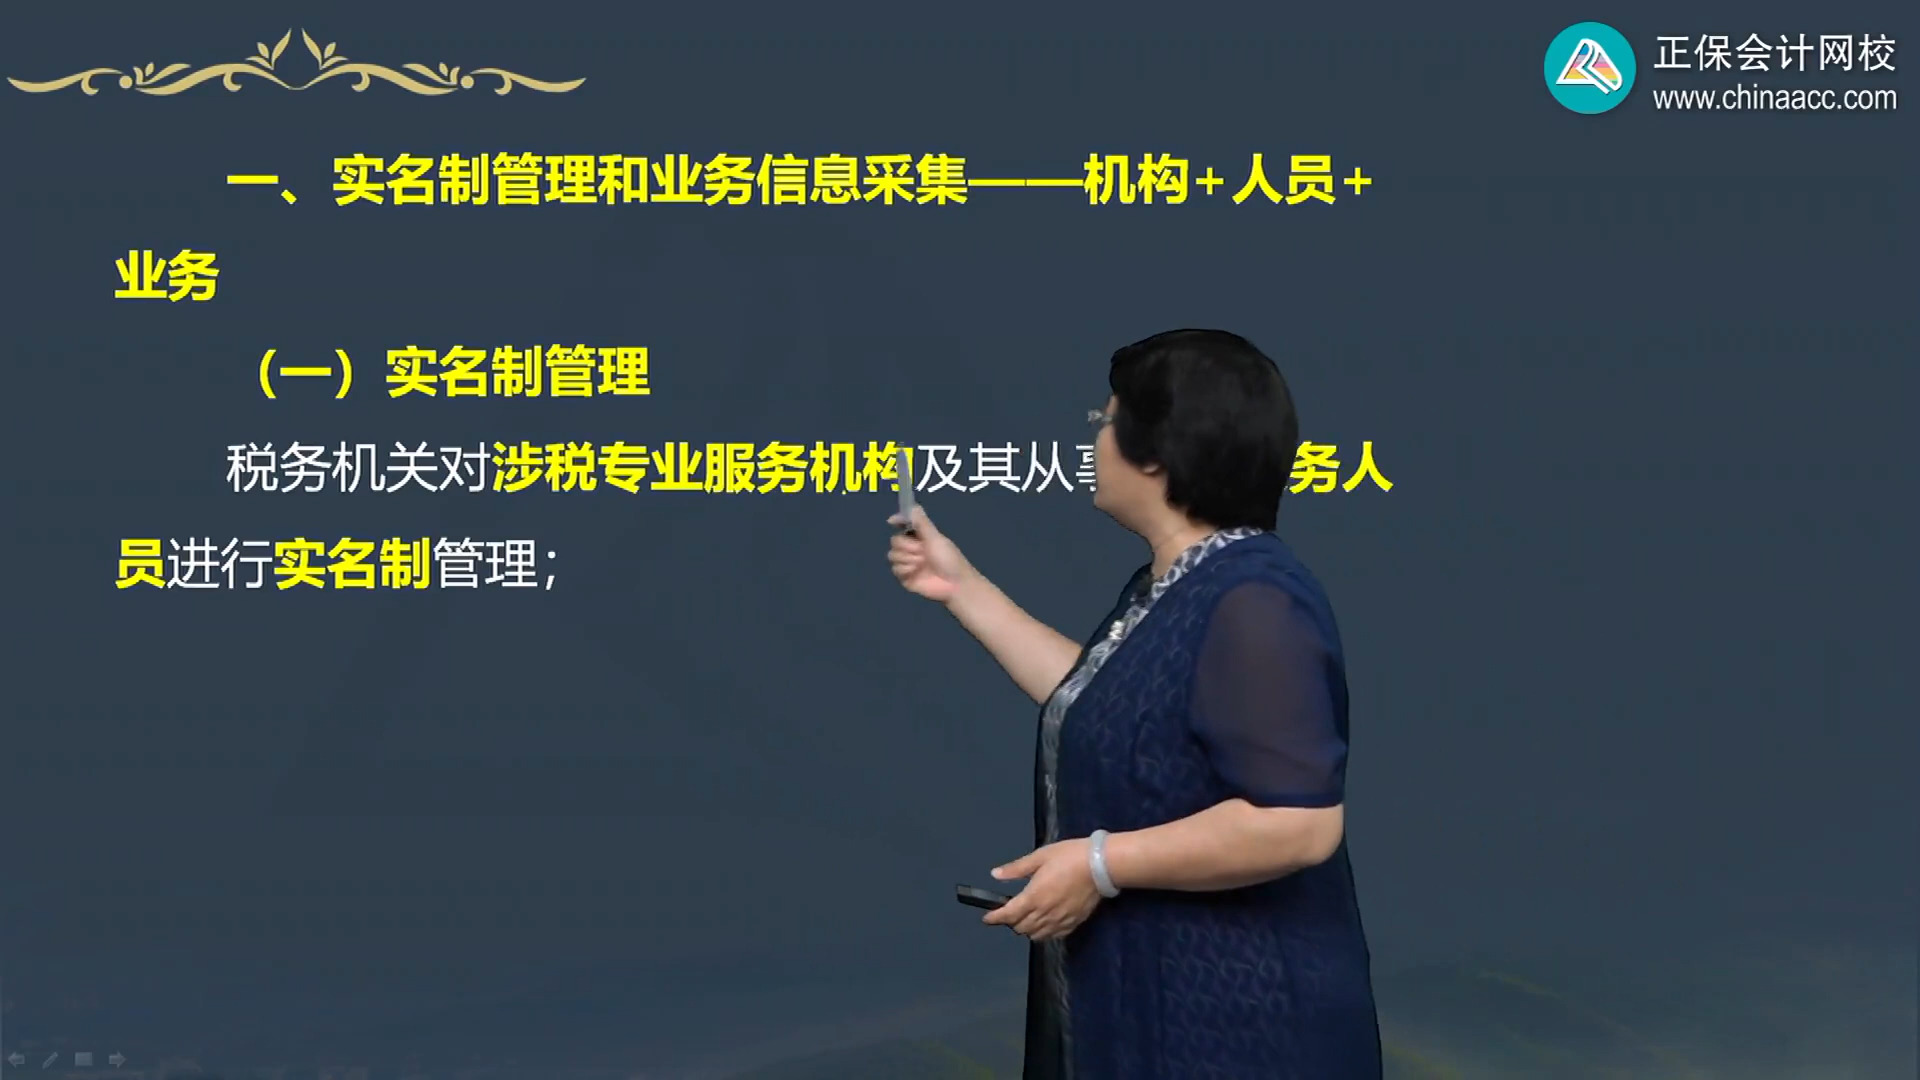 正保会计网校
www.chinaacc.com
一、实名制管理和业务信息采集——机构+人员+
业务
（一）实名制管理
税务机关对涉税专业服务机构及其从事 务人
员进行实名制管理；